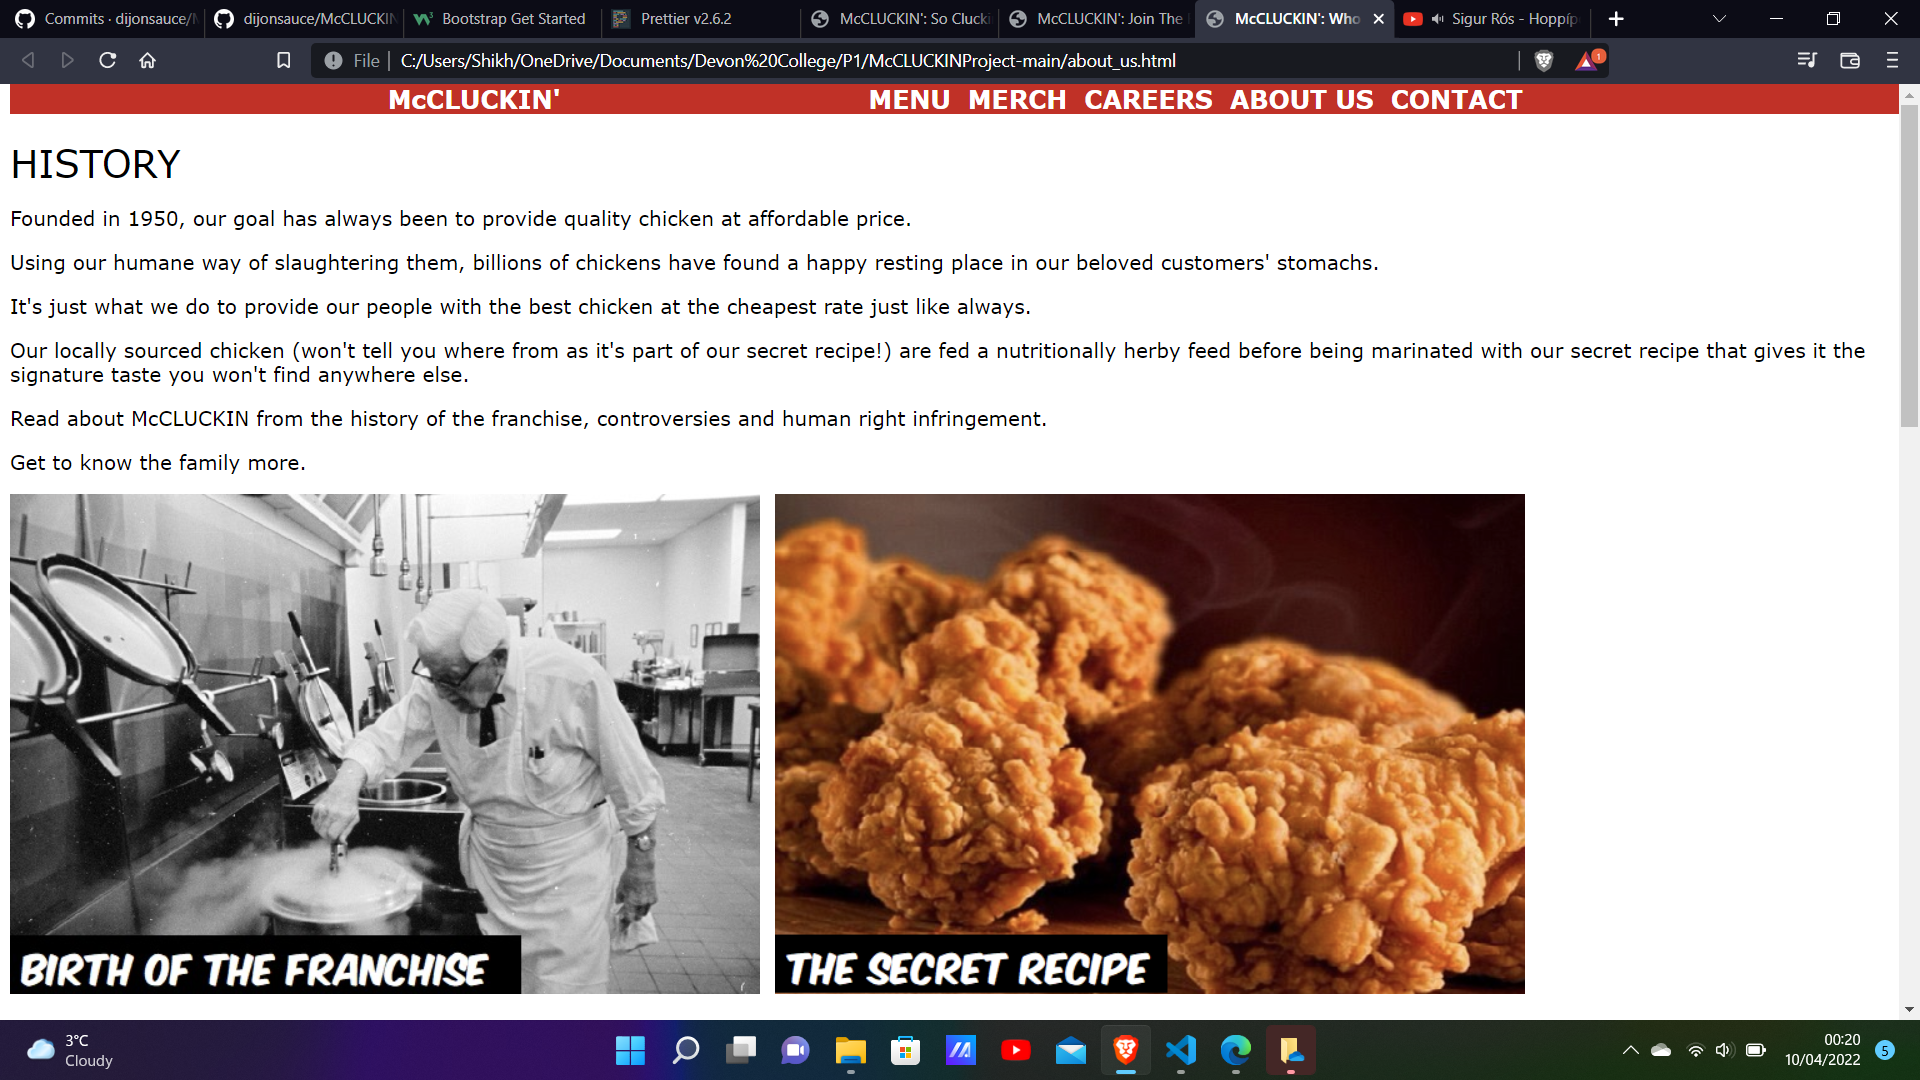 Commits · dijonsauce/
dijonsauce/McCLUCKIN
Bootstrap Get Started
Prettier v2.6.2
McCLUCKIN': So Clucki
McCLUCKIN': Join The
McCLUCKIN': Who
Sigur Rós - Hoppíp
File
C:/Users/Shikh/OneDrive/Documents/Devon%20College/P1/McCLUCKINProject-main/about_us.html
1
McCLUCKIN' MENU MERCH CAREERS ABOUT US CONTACT
HISTORY
Founded in 1950, our goal has always been to provide quality chicken at affordable price.
Using our humane way of slaughtering them, billions of chickens have found a happy resting place in our beloved customers' stomachs.
It's just what we do to provide our people with the best chicken at the cheapest rate just like always.
Our locally sourced chicken (won't tell you where from as it's part of our secret recipe!) are fed a nutritionally herby feed before being marinated with our secret recipe that gives it the
signature taste you won't find anywhere else.
Read about McCLUCKIN from the history of the franchise, controversies and human right infringement.
Get to know the family more.
BIRTH OF THE FRANCHISE
THE SECRET RECIPE
3°C
Cloudy
00:20
10/04/2022
5